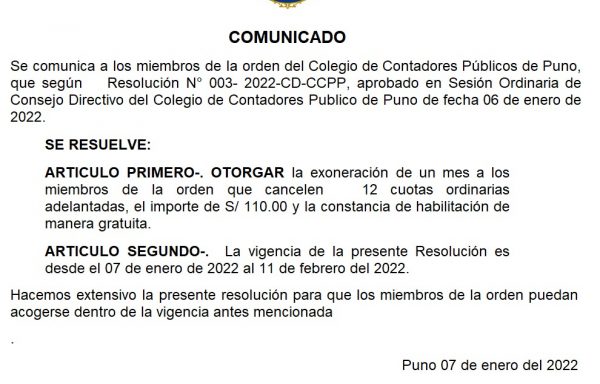 COMUNICADO
Se comunica a los miembros de la orden del Colegio de Contadores Públicos de Puno,
que según Resolución N° 003- 2022-CD-CCPP, aprobado en Sesión Ordinaria de
Consejo Directivo del Colegio de Contadores Publico de Puno de fecha 06 de enero de
2022.
SE RESUELVE:
ARTICULO PRIMERO-. OTORGAR la exoneración de un mes a los
miembros de la orden que cancelen 12 cuotas ordinarias
adelantadas, el importe de S/ 110.00 y la constancia de habilitación de
manera gratuita.
ARTICULO SEGUNDO-. La vigencia de la presente Resolución es
desde el 07 de enero de 2022 al 11 de febrero del 2022.
Hacemos extensivo la presente resolución para que los miembros de la orden puedan
acogerse dentro de la vigencia antes mencionada
.
Puno 07 de enero del 2022